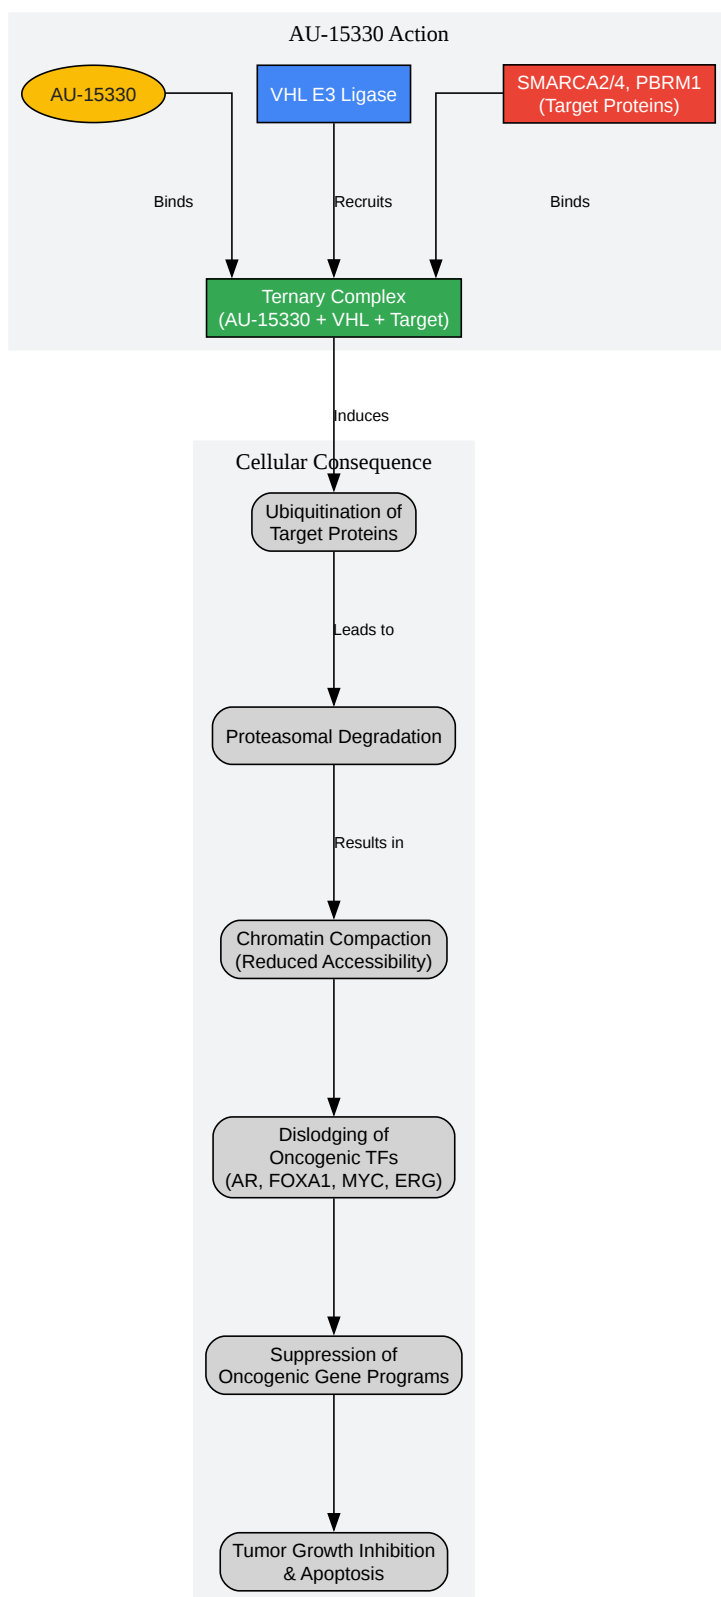 AU-15330 Action
AU-15330
VHL E3 Ligase
SMARCA2/4, PBRM1
(Target Proteins)
Binds
Recruits
Binds
Ternary Complex
(AU-15330 + VHL + Target)
Induces
Cellular Consequence
Ubiquitination of
Target Proteins
Leads to
Proteasomal Degradation
Results in
Chromatin Compaction
(Reduced Accessibility)
Dislodging of
Oncogenic TFs
(AR, FOXA1, MYC, ERG)
Suppression of
Oncogenic Gene Programs
Tumor Growth Inhibition
& Apoptosis